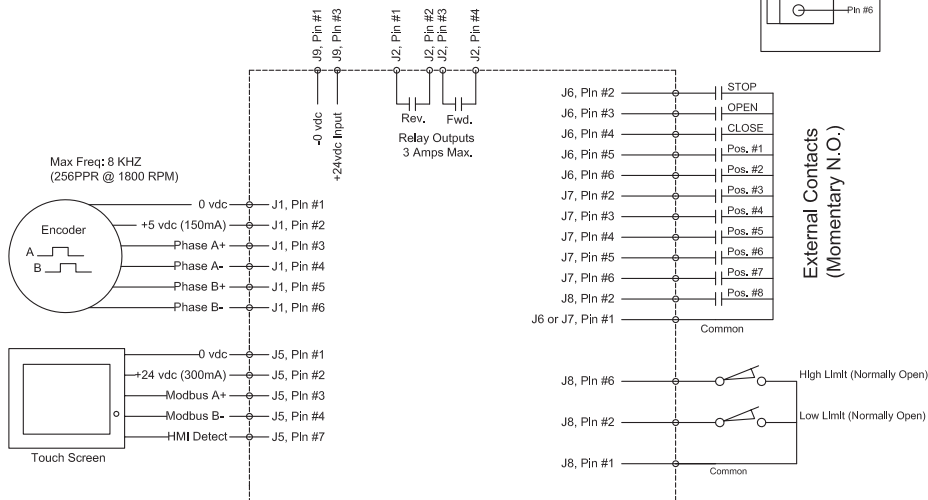 Pin #6
J9, Pin #1
J9, Pin #3
J2, Pin #1
J2, Pin #2
J2, Pin #3
J2, Pin #4
-0 vdc
+24vdc Input
Rev.
Fwd.
Relay Outputs
3 Amps Max.
Max Freq: 8 KHZ
(256PPR @ 1800 RPM)
Encoder
A
B
0 vdc
J1, Pin #1
+5 vdc (150mA)
J1, Pin #2
Phase A+
J1, Pin #3
Phase A-
J1, Pin #4
Phase B+
J1, Pin #5
Phase B-
J1, Pin #6
0 vdc
J5, Pin #1
+24 vdc (300mA)
J5, Pin #2
Modbus A+
J5, Pin #3
Modbus B-
J5, Pin #4
HMI Detect
J5, Pin #7
Touch Screen
J6, Pin #2
STOP
J6, Pin #3
OPEN
J6, Pin #4
CLOSE
J6, Pin #5
Pos. #1
J6, Pin #6
Pos. #2
J7, Pin #2
Pos. #3
J7, Pin #3
Pos. #4
J7, Pin #4
Pos. #5
J7, Pin #5
Pos. #6
J7, Pin #6
Pos. #7
J8, Pin #2
Pos. #8
J6 or J7, Pin #1
Common
External Contacts
(Momentary N.O.)
J8, Pin #6
High Limit (Normally Open)
J8, Pin #2
Low Limit (Normally Open)
J8, Pin #1
Common